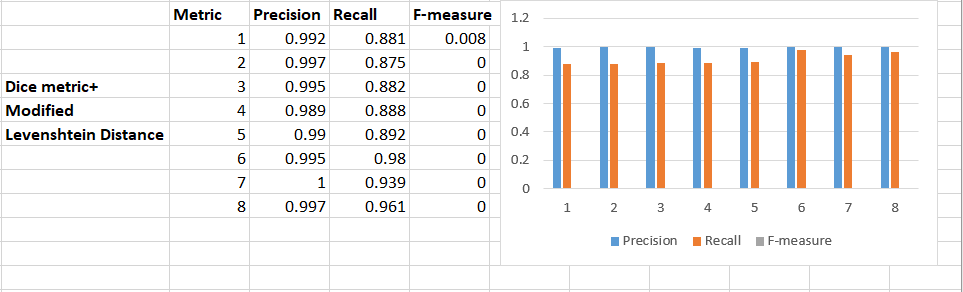 Metric Precision Recall F-measure
1 0.992 0.881 0.008
2 0.997 0.875 0
Dice metric+ 3 0.995 0.882 0
Modified 4 0.989 0.888 0
Levenshtein Distance 5 0.99 0.892 0
6 0.995 0.98 0
7 1 0.939 0
8 0.997 0.961 0
1.2
1
0.8
0.6
0.4
0.2
0
1 2 3 4 5 6 7 8
Precision Recall F-measure